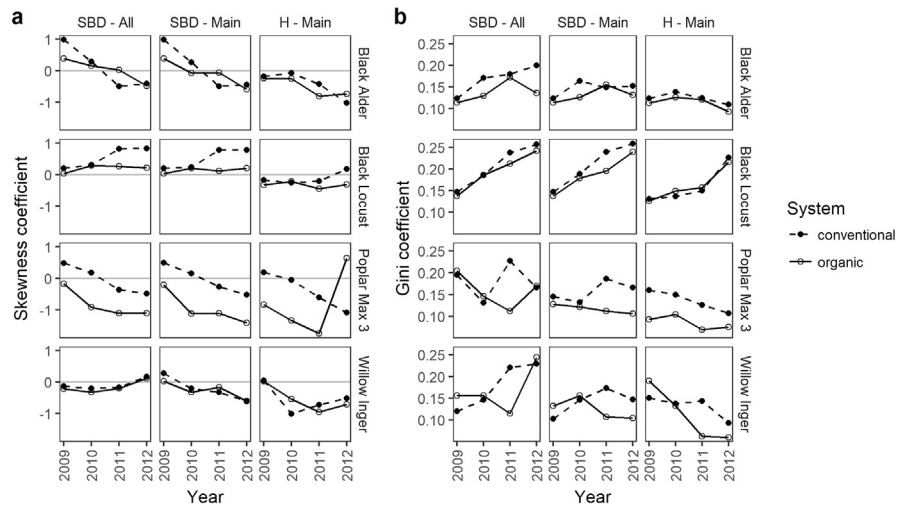 a
SBD - All
SBD - Main
H - Main
Skewness coefficient
1
0
-1
Black Alder
1
0
-1
Black Locust
1
0
-1
Poplar Max 3
1
0
-1
Willow Inger
2009
2010
2011
2012
2009
2010
2011
2012
2009
2010
2011
2012
Year
b
SBD - All
SBD - Main
H - Main
Gini coefficient
0.25
0.20
0.15
0.10
Black Alder
0.25
0.20
0.15
0.10
Black Locust
0.25
0.20
0.15
0.10
Poplar Max 3
0.25
0.20
0.15
0.10
Willow Inger
2009
2010
2011
2012
2009
2010
2011
2012
2009
2010
2011
2012
Year
System
conventional
organic